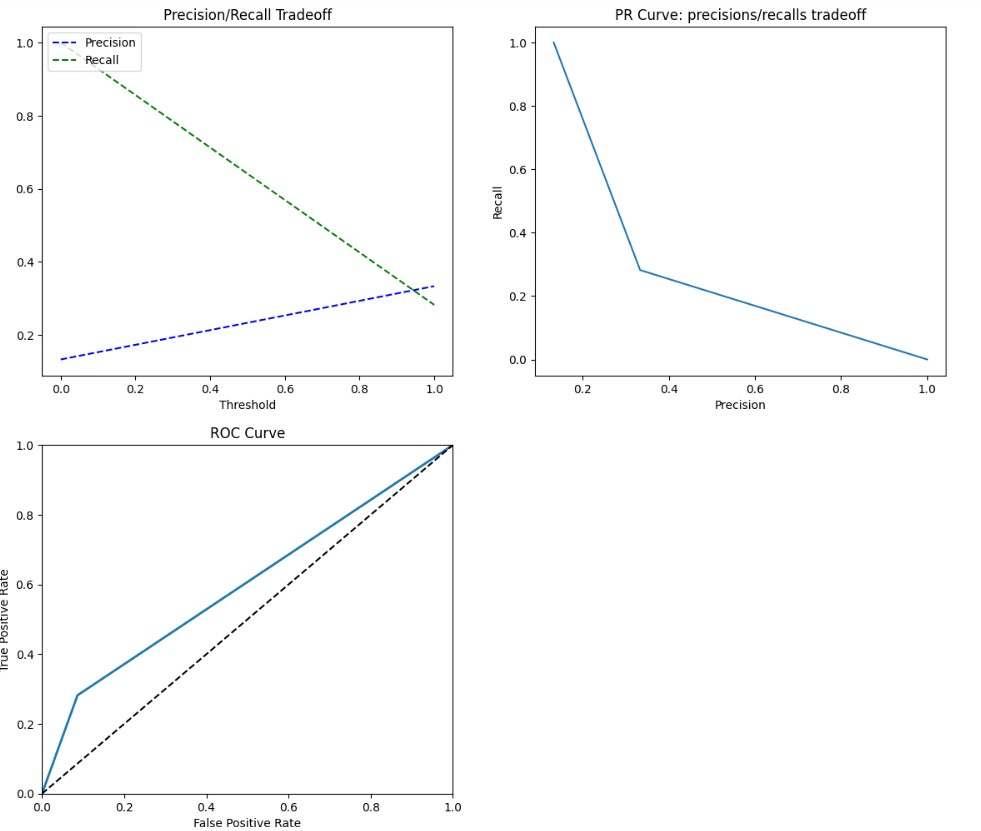 Precision/Recall Tradeoff
1.0
0.8
0.6
0.4
0.2
Precision
Recall
0.0 0.2 0.4 0.6 0.8 1.0
Threshold
PR Curve: precisions/recalls tradeoff
Recall
1.0
0.8
0.6
0.4
0.2
0.0
0.2 0.4 0.6 0.8 1.0
Precision
ROC Curve
True Positive Rate
1.0
0.8
0.6
0.4
0.2
0.0
0.0 0.2 0.4 0.6 0.8 1.0
False Positive Rate